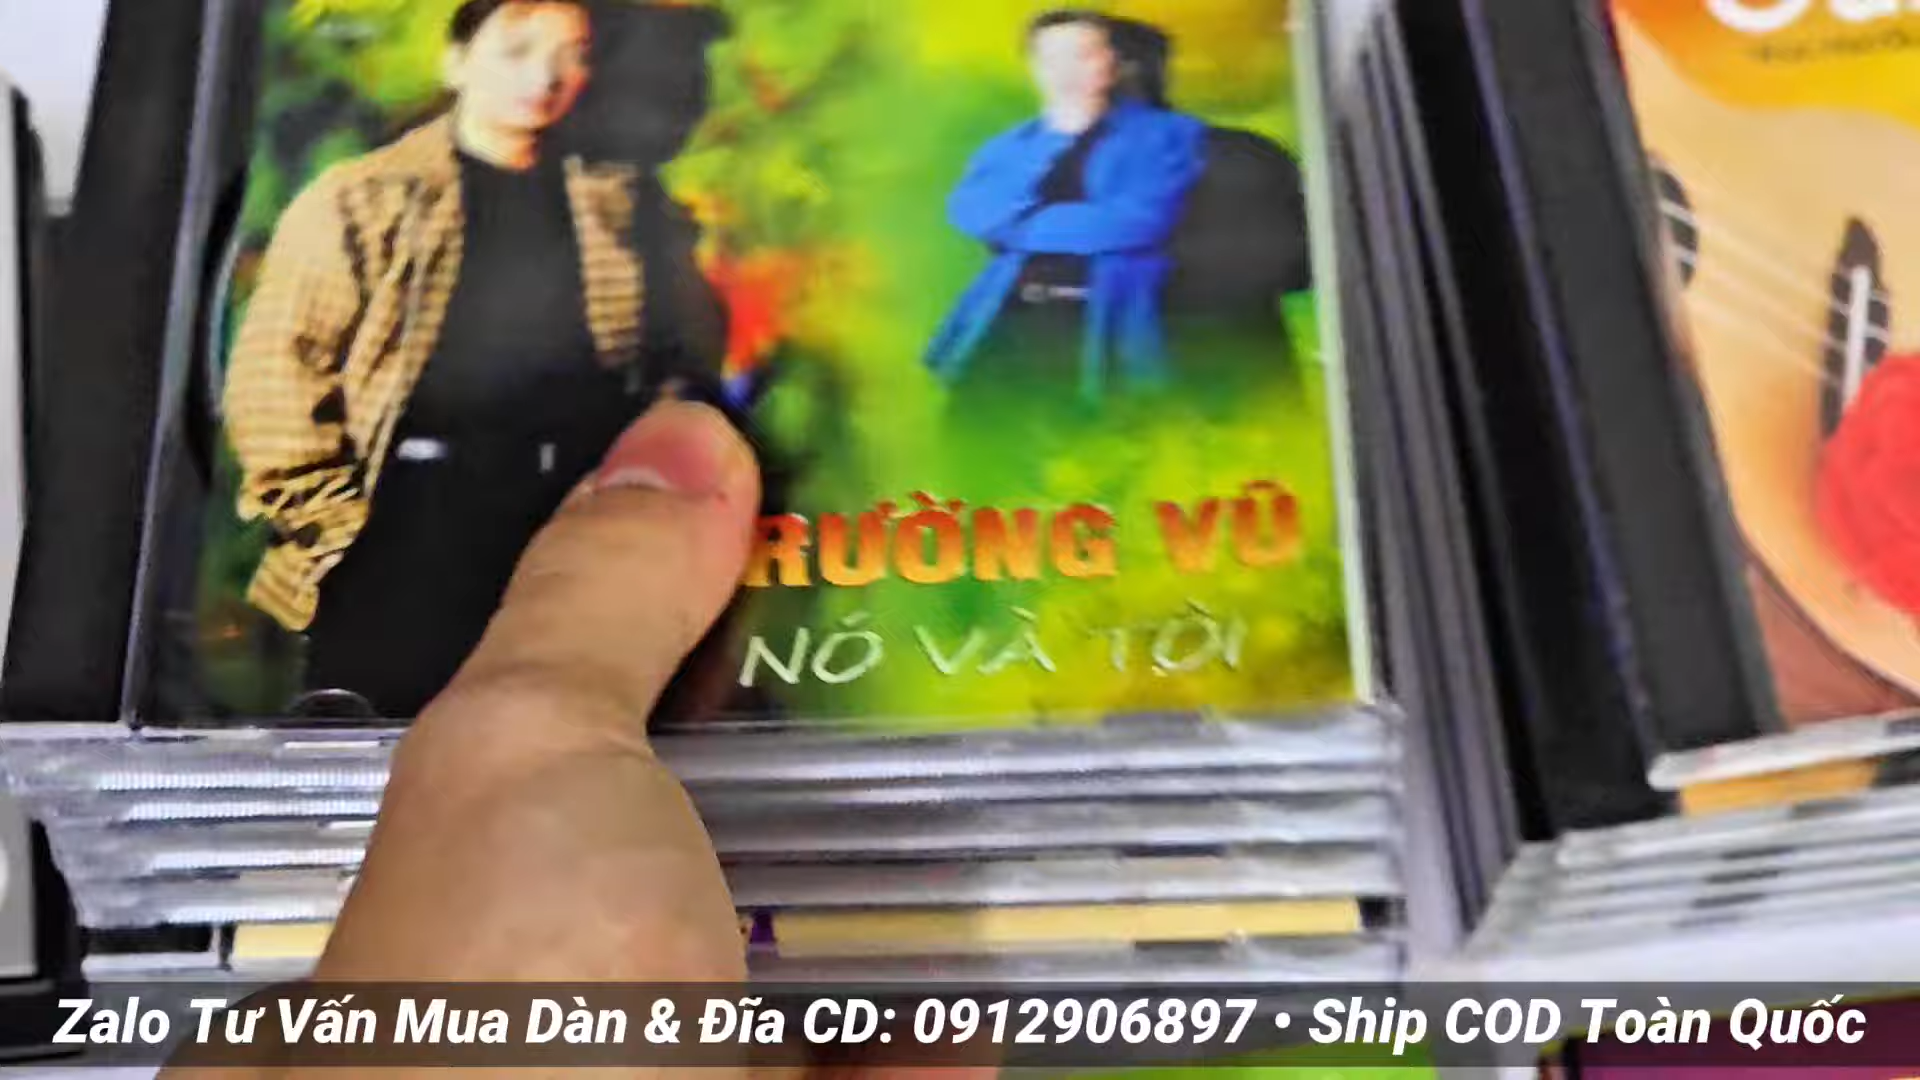 RƯỜNG VŨ
NÓ VÀ TÔI
Zalo Tư Vấn Mua Dàn & Đĩa CD: 0912906897 • Ship COD Toàn Quốc